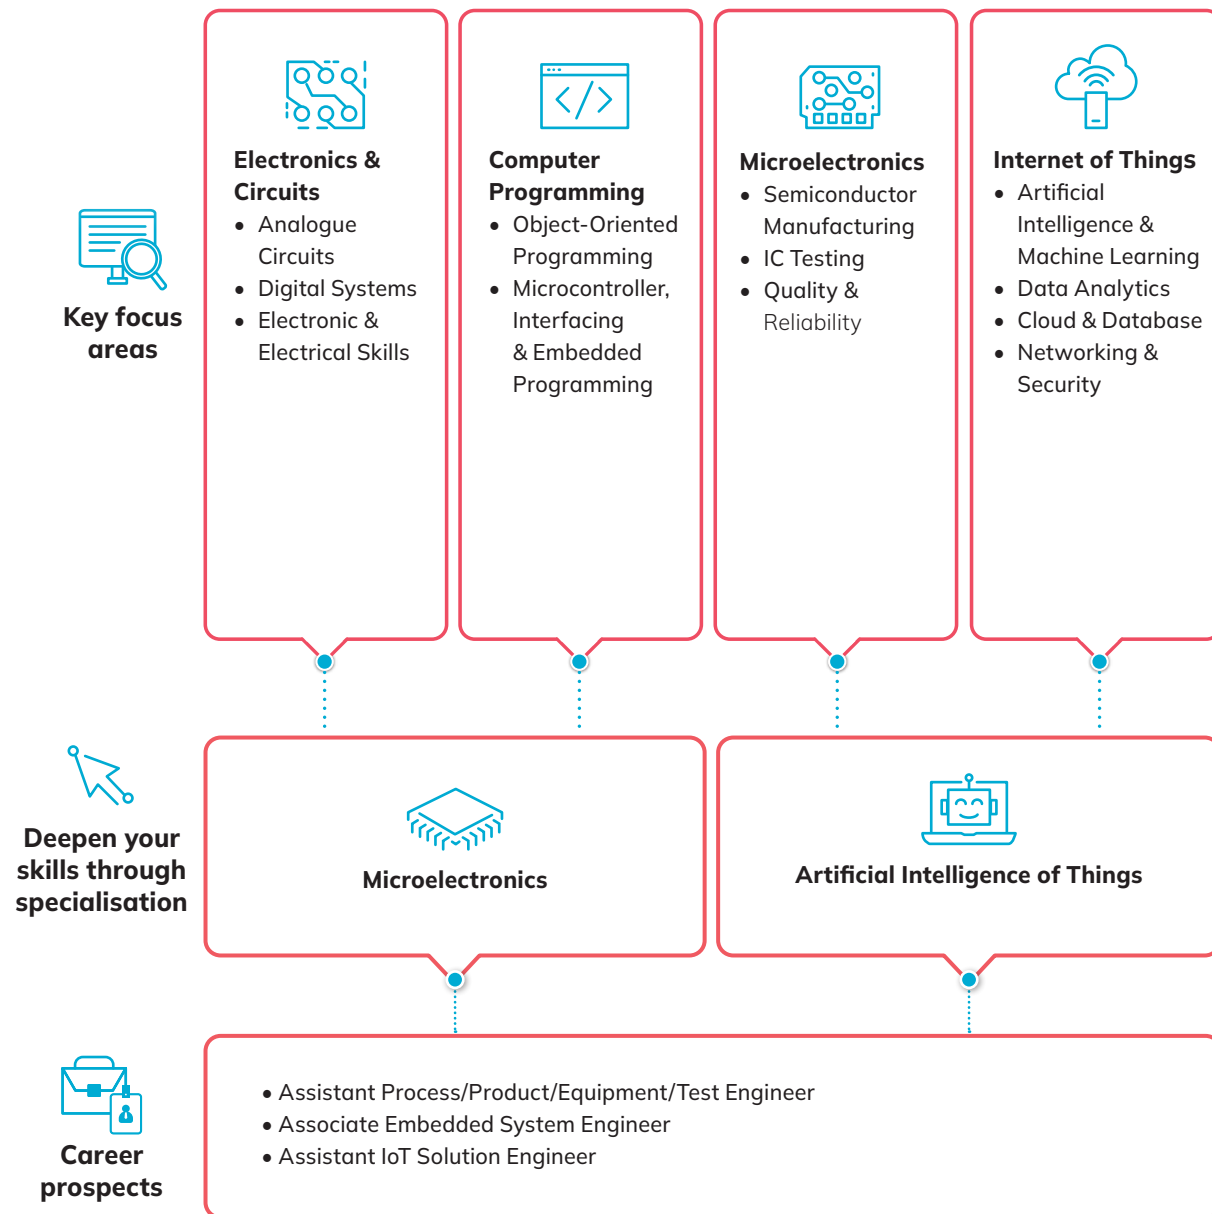 Key focus
areas
Electronics &
Circuits
• Analogue
Circuits
• Digital Systems
• Electronic &
Electrical Skills
Computer
Programming
• Object-Oriented
Programming
• Microcontroller,
Interfacing
& Embedded
Programming
Microelectronics
• Semiconductor
Manufacturing
• IC Testing
• Quality &
Reliability
Internet of Things
• Artificial
Intelligence &
Machine Learning
• Data Analytics
• Cloud & Database
• Networking &
Security
Deepen your
skills through
specialisation
Microelectronics
Artificial Intelligence of Things
Career
prospects
• Assistant Process/Product/Equipment/Test Engineer
• Associate Embedded System Engineer
• Assistant IoT Solution Engineer